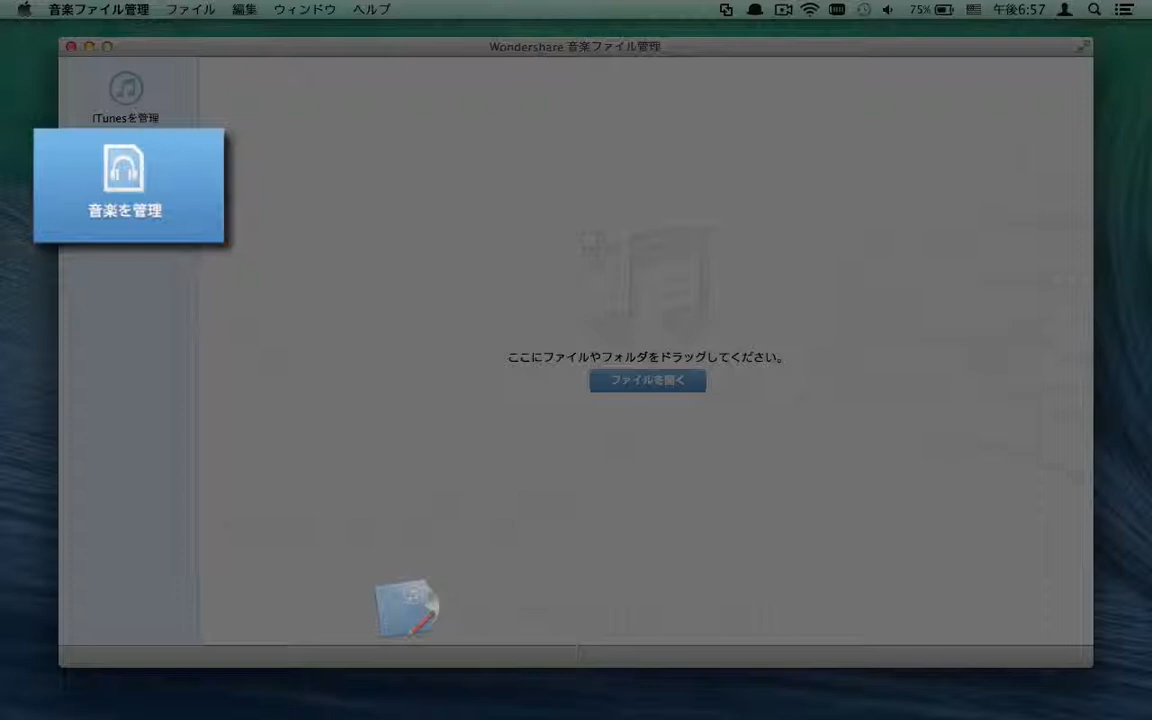 音楽ファイル管理 ファイル 編集 ウィンドウ ヘルプ 75% 午後6:57
Wondershare 音楽ファイル管理
iTunesを管理
音楽を管理
ここにファイルやフォルダをドラッグしてください。
ファイルを開く